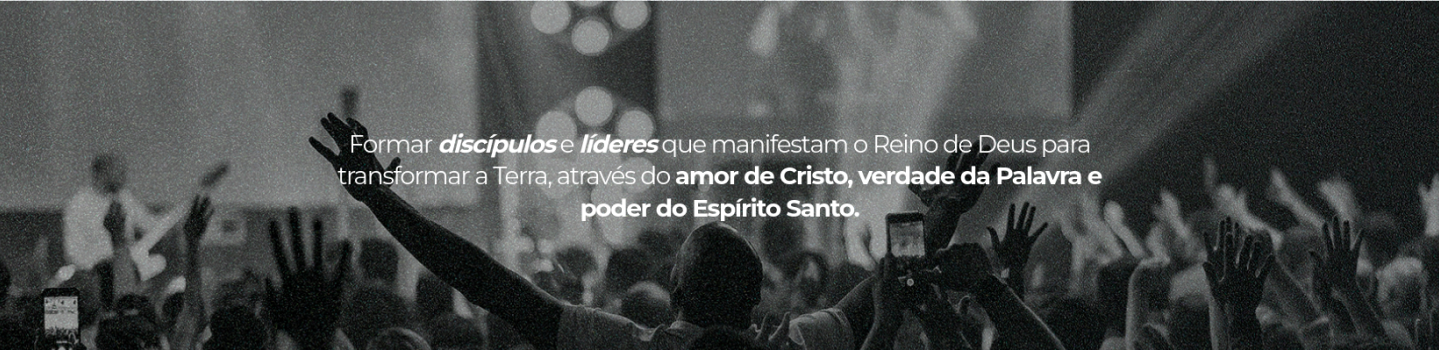 Formar discípulos e líderes que manifestam o Reino de Deus para
transformar a Terra, através do amor de Cristo, verdade da Palavra e
poder do Espírito Santo.